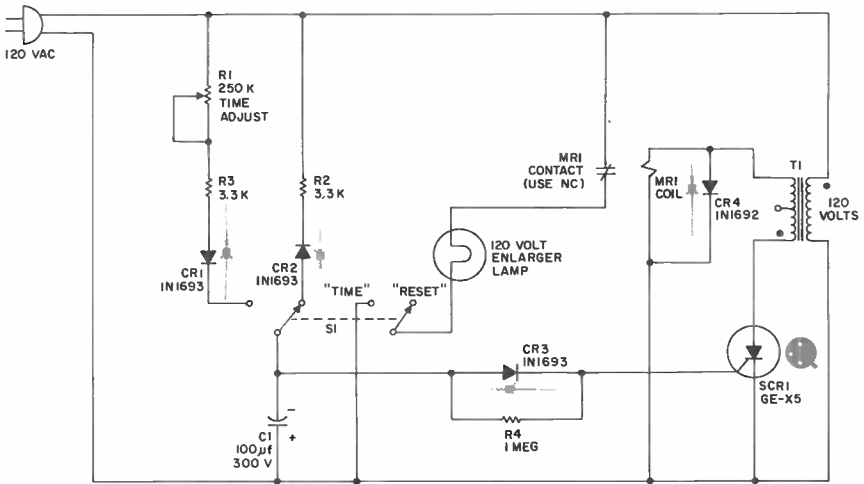 120 VAC
R1
250 K
TIME
ADJUST
R3
3.3 K
R2
3.3 K
CR1
IN1693
CR2
IN1693
"TIME"
"RESET"
S1
120 VOLT
ENLARGER
LAMP
MR1
CONTACT
(USE NC)
MR1
COIL
CR4
IN1692
T1
120
VOLTS
CR3
IN1693
R4
1 MEG
SCR1
GE-X5
−
+
C1
100µf
300 V